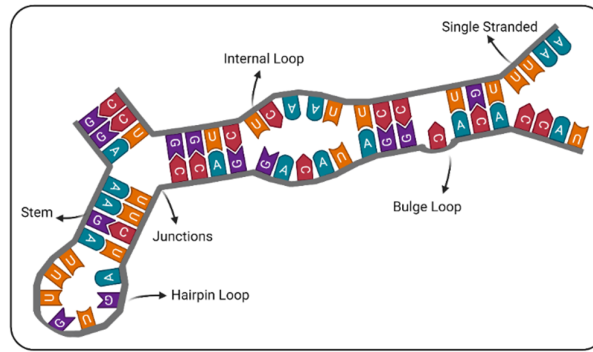 Single Stranded
A
A
U
U
Internal Loop
G G U C U C A A U U C C U G U
C C A G G A C A U A G G C A C A C C A U
G C
G C
A U
A U
A U
G C
A U
Stem
Junctions
Bulge Loop
U U U A
U G
G U
Hairpin Loop